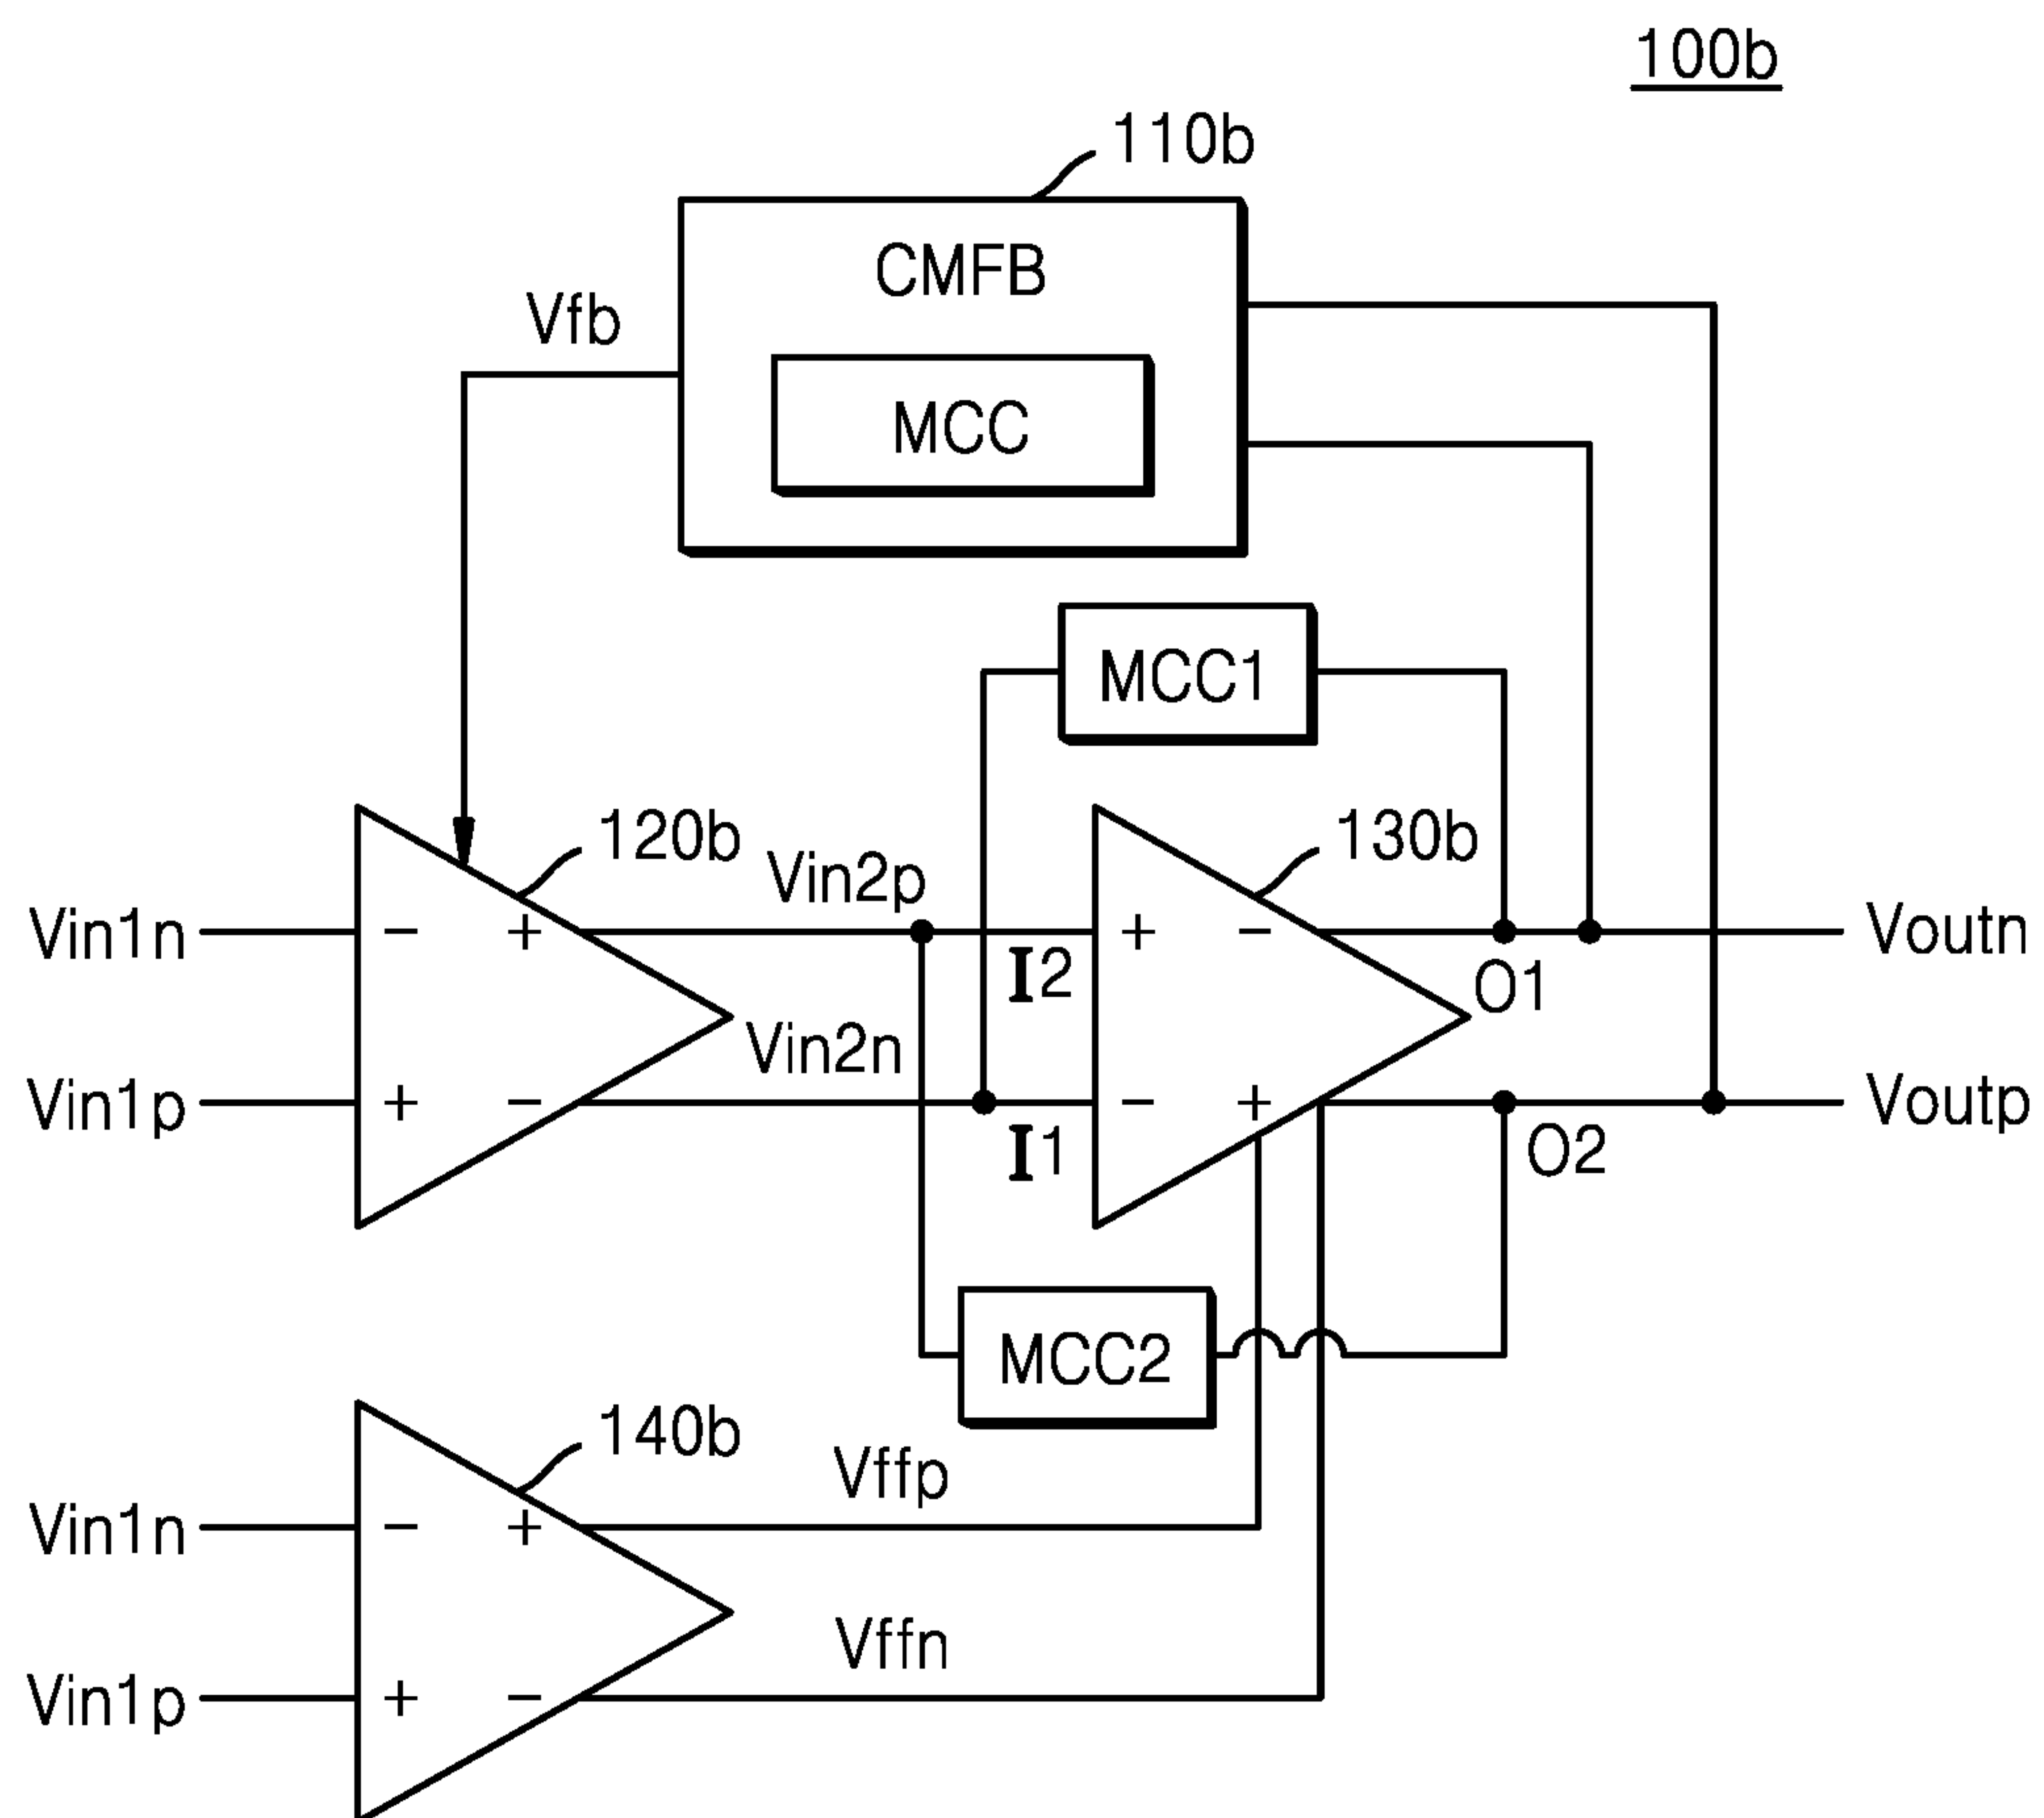 100b
110b
CMFB
Vfb
MCC
MCC1
120b
130b
Vin2p
Vin1n
− +
+ −
Voutn
I2
O1
Vin2n
Vin1p
+ −
− +
Voutp
I1
O2
MCC2
140b
Vffp
Vin1n
− +
Vffn
Vin1p
+ −